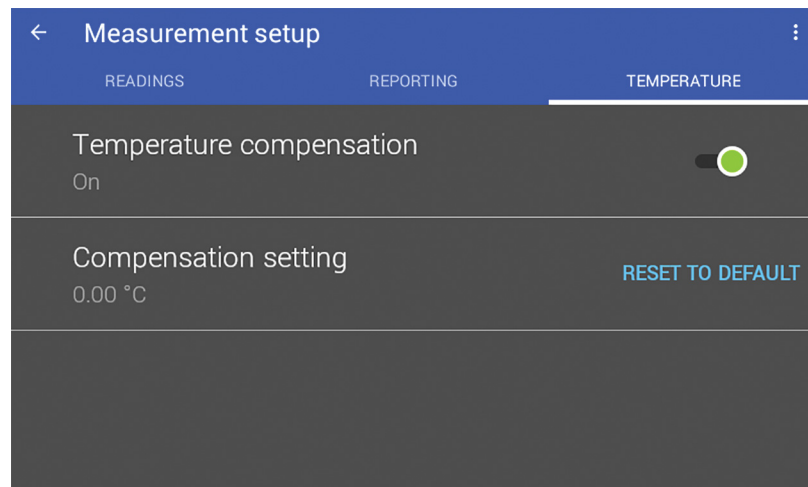 Measurement setup
READINGS REPORTING TEMPERATURE
Temperature compensation
On
Compensation setting
RESET TO DEFAULT
0.00 °C